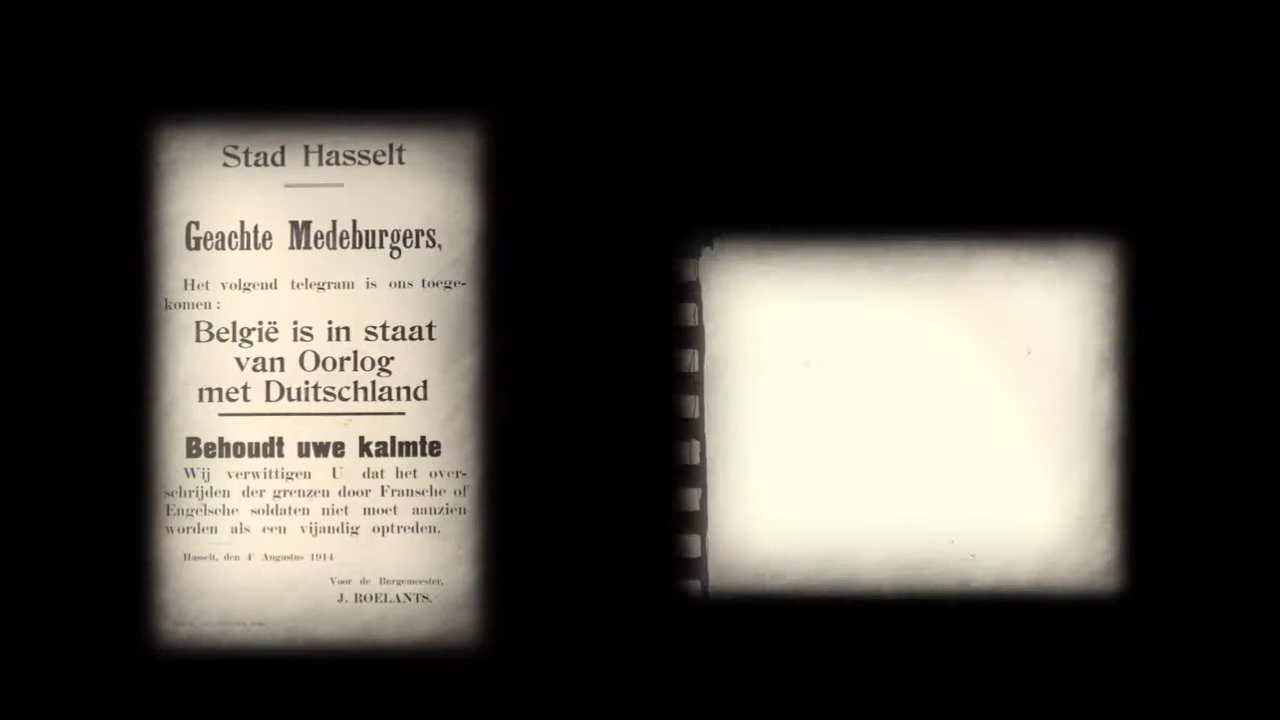 Stad Hasselt
Geachte Medeburgers,
Het volgend telegram is ons toege-
komen :
België is in staat
van Oorlog
met Duitschland
Behoudt uwe kalmte
Wij verwittigen U dat het over-
schrijden der grenzen door Fransche of
Engelsche soldaten niet moet aanzien
worden als een vijandig optreden.
Hasselt, den 4e Augustus 1914
Voor de Burgemeester,
J. ROELANTS.